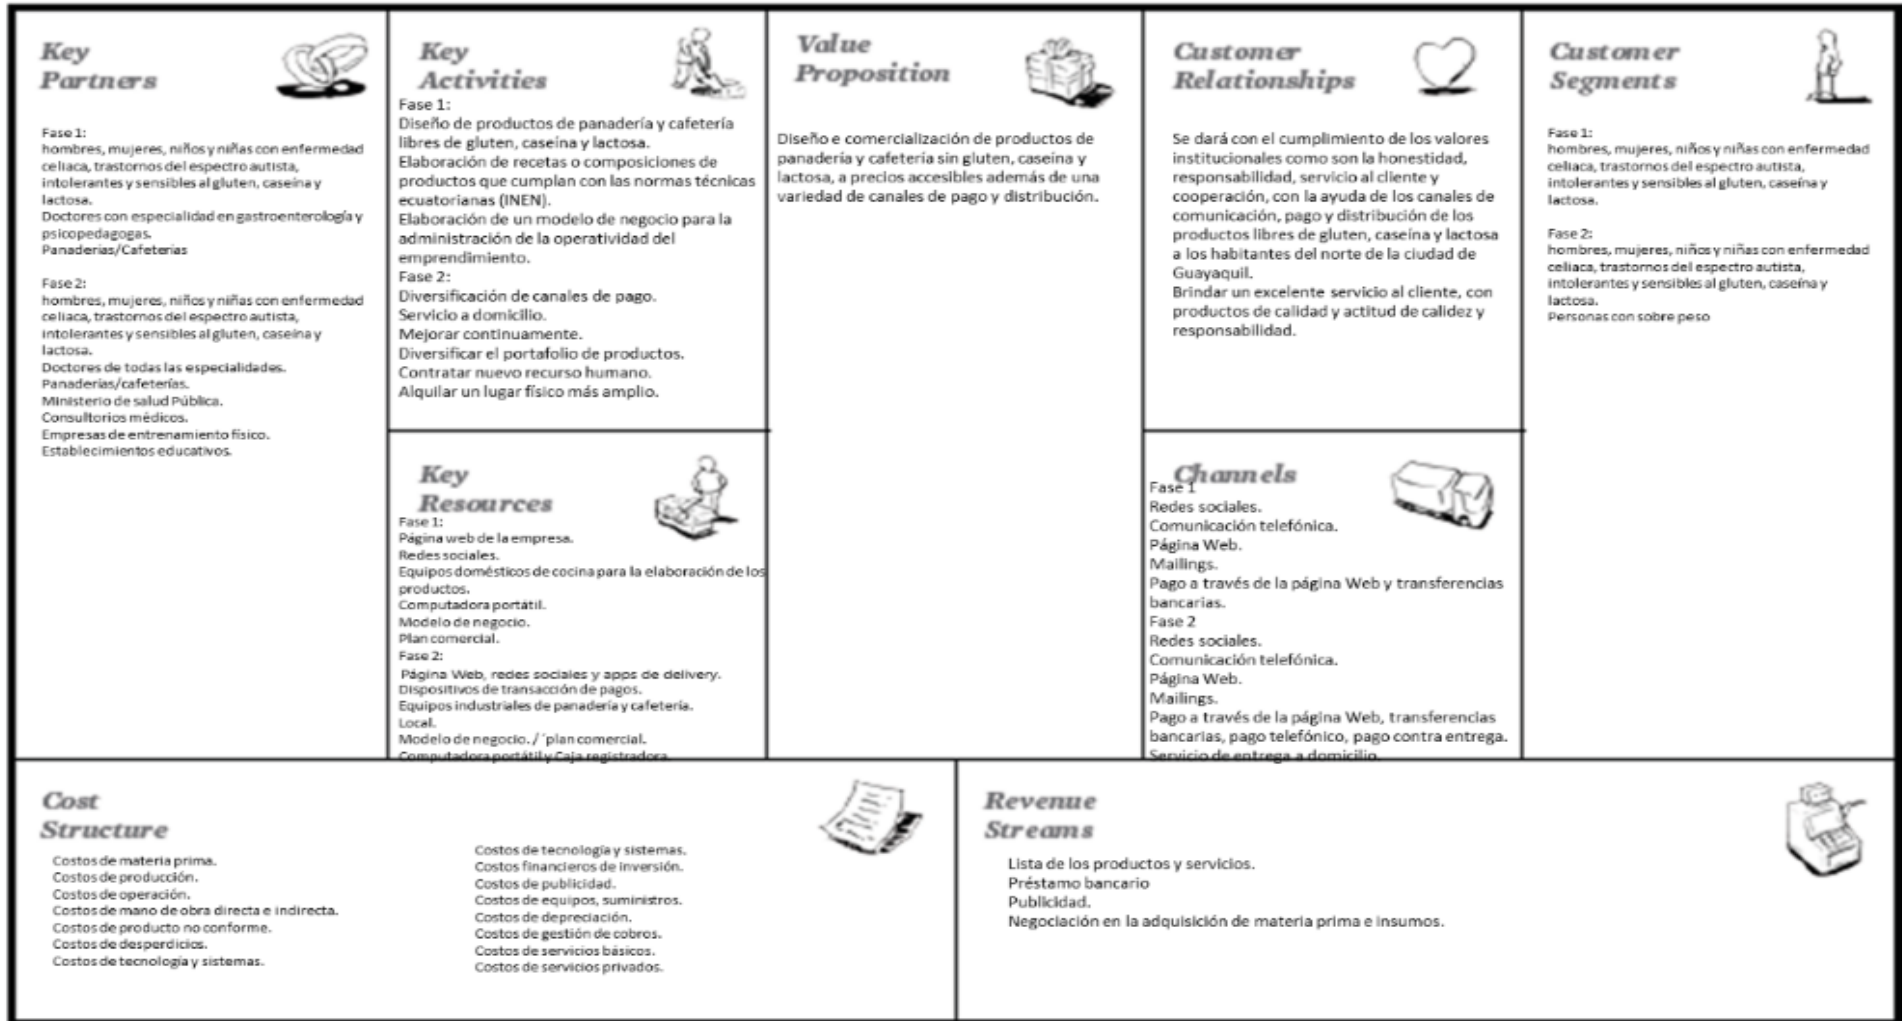 Key
Partners
Fase 1:
hombres, mujeres, niños y niñas con enfermedad
celiaca, trastornos del espectro autista,
intolerantes y sensibles al gluten, caseína y
lactosa.
Doctores con especialidad en gastroenterología y
psicopedagogas.
Panaderías/Cafeterías
Fase 2:
hombres, mujeres, niños y niñas con enfermedad
celiaca, trastornos del espectro autista,
intolerantes y sensibles al gluten, caseína y
lactosa.
Doctores de todas las especialidades.
Panaderías/cafeterías.
Ministerio de salud Pública.
Consultorios médicos.
Empresas de entrenamiento físico.
Establecimientos educativos.
Key
Activities
Fase 1:
Diseño de productos de panadería y cafetería
libres de gluten, caseína y lactosa.
Elaboración de recetas o composiciones de
productos que cumplan con las normas técnicas
ecuatorianas (INEN).
Elaboración de un modelo de negocio para la
administración de la operatividad del
emprendimiento.
Fase 2:
Diversificación de canales de pago.
Servicio a domicilio.
Mejorar continuamente.
Diversificar el portafolio de productos.
Contratar nuevo recurso humano.
Alquilar un lugar físico más amplio.
Key
Resources
Fase 1:
Página web de la empresa.
Redes sociales.
Equipos domésticos de cocina para la elaboración de los
productos.
Computadora portátil.
Modelo de negocio.
Plan comercial.
Fase 2:
Página Web, redes sociales y apps de delivery.
Dispositivos de transacción de pagos.
Equipos industriales de panadería y cafetería.
Local.
Modelo de negocio. / ´plan comercial.
Computadora portátil y Caja registradora.
Value
Proposition
Diseño e comercialización de productos de
panadería y cafetería sin gluten, caseína y
lactosa, a precios accesibles además de una
variedad de canales de pago y distribución.
Customer
Relationships
Se dará con el cumplimiento de los valores
institucionales como son la honestidad,
responsabilidad, servicio al cliente y
cooperación, con la ayuda de los canales de
comunicación, pago y distribución de los
productos libres de gluten, caseína y lactosa
a los habitantes del norte de la ciudad de
Guayaquil.
Brindar un excelente servicio al cliente, con
productos de calidad y actitud de calidez y
responsabilidad.
Channels
Fase 1
Redes sociales.
Comunicación telefónica.
Página Web.
Mailings.
Pago a través de la página Web y transferencias
bancarias.
Fase 2
Redes sociales.
Comunicación telefónica.
Página Web.
Mailings.
Pago a través de la página Web, transferencias
bancarias, pago telefónico, pago contra entrega.
Servicio de entrega a domicilio.
Customer
Segments
Fase 1:
hombres, mujeres, niños y niñas con enfermedad
celiaca, trastornos del espectro autista,
intolerantes y sensibles al gluten, caseína y
lactosa.
Fase 2:
hombres, mujeres, niños y niñas con enfermedad
celiaca, trastornos del espectro autista,
intolerantes y sensibles al gluten, caseína y
lactosa.
Personas con sobre peso
Cost
Structure
Costos de materia prima.
Costos de producción.
Costos de operación.
Costos de mano de obra directa e indirecta.
Costos de producto no conforme.
Costos de desperdicios.
Costos de tecnología y sistemas.
Costos de tecnología y sistemas.
Costos financieros de inversión.
Costos de publicidad.
Costos de equipos, suministros.
Costos de depreciación.
Costos de gestión de cobros.
Costos de servicios básicos.
Costos de servicios privados.
Revenue
Streams
Lista de los productos y servicios.
Préstamo bancario
Publicidad.
Negociación en la adquisición de materia prima e insumos.